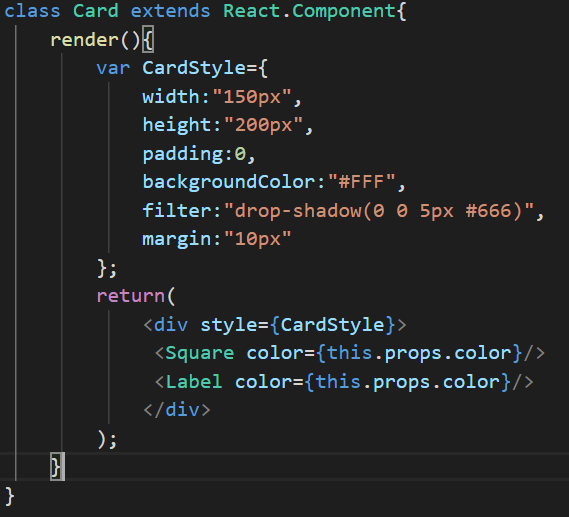 class Card extends React.Component{
    render(){
        var CardStyle={
            width:"150px",
            height:"200px",
            padding:0,
            backgroundColor:"#FFF",
            filter:"drop-shadow(0 0 5px #666)",
            margin:"10px"
        };
        return(
            <div style={CardStyle}>
             <Square color={this.props.color}/>
             <Label color={this.props.color}/>
            </div>
        );
    }
}